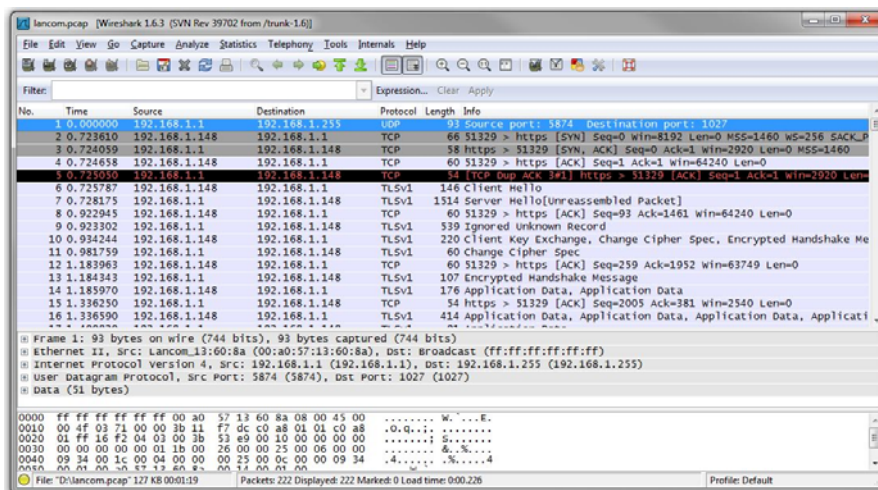 lancom.pcap [Wireshark 1.6.3 (SVN Rev 39702 from /trunk-1.6)]
File Edit View Go Capture Analyze Statistics Telephony Tools Internals Help
Filter: Expression... Clear Apply
No. Time Source Destination Protocol Length Info
1 0.000000 192.168.1.1 192.168.1.255 UDP 93 Source port: 5874 Destination port: 1027
2 0.723610 192.168.1.148 192.168.1.1 TCP 66 51329 > https [SYN] Seq=0 Win=8192 Len=0 MSS=1460 WS=256 SACK_P
3 0.724059 192.168.1.1 192.168.1.148 TCP 58 https > 51329 [SYN, ACK] Seq=0 Ack=1 Win=2920 Len=0 MSS=1460
4 0.724658 192.168.1.148 192.168.1.1 TCP 60 51329 > https [ACK] Seq=1 Ack=1 Win=64240 Len=0
5 0.725050 192.168.1.1 192.168.1.148 TCP 54 [TCP Dup ACK 3#1] https > 51329 [ACK] Seq=1 Ack=1 Win=2920 Len=
6 0.725787 192.168.1.148 192.168.1.1 TLSv1 146 Client Hello
7 0.728175 192.168.1.1 192.168.1.148 TLSv1 1514 Server Hello[Unreassembled Packet]
8 0.922945 192.168.1.148 192.168.1.1 TCP 60 51329 > https [ACK] Seq=93 Ack=1461 Win=64240 Len=0
9 0.923302 192.168.1.1 192.168.1.148 TLSv1 539 Ignored Unknown Record
10 0.934244 192.168.1.148 192.168.1.1 TLSv1 220 Client Key Exchange, Change Cipher Spec, Encrypted Handshake Me
11 0.981759 192.168.1.1 192.168.1.148 TLSv1 60 Change Cipher Spec
12 1.183963 192.168.1.148 192.168.1.1 TCP 60 51329 > https [ACK] Seq=259 Ack=1952 Win=63749 Len=0
13 1.184343 192.168.1.1 192.168.1.148 TLSv1 107 Encrypted Handshake Message
14 1.185970 192.168.1.148 192.168.1.1 TLSv1 176 Application Data, Application Data
15 1.336250 192.168.1.1 192.168.1.148 TCP 54 https > 51329 [ACK] Seq=2005 Ack=381 Win=2540 Len=0
16 1.336590 192.168.1.1 192.168.1.148 TLSv1 414 Application Data, Application Data, Application Data, Applicati
Frame 1: 93 bytes on wire (744 bits), 93 bytes captured (744 bits)
Ethernet II, Src: Lancom_13:60:8a (00:a0:57:13:60:8a), Dst: Broadcast (ff:ff:ff:ff:ff:ff)
Internet Protocol Version 4, Src: 192.168.1.1 (192.168.1.1), Dst: 192.168.1.255 (192.168.1.255)
User Datagram Protocol, Src Port: 5874 (5874), Dst Port: 1027 (1027)
Data (51 bytes)
0000 ff ff ff ff ff ff 00 a0 57 13 60 8a 08 00 45 00 ........ W.`...E.
0010 00 4f 03 71 00 00 3b 11 f7 dc c0 a8 01 01 c0 a8 .O.q..;. ........
0020 01 ff 16 f2 04 03 00 3b 53 e9 00 10 00 00 00 00 .......; S.......
0030 00 00 00 00 00 01 1b 00 26 00 00 25 00 06 00 00 ........ &..%....
0040 09 34 00 1c 00 04 00 00 00 25 00 0c 00 00 09 34 .4...... .%.....4
File: "D:\lancom.pcap" 127 KB 00:01:19 Packets: 222 Displayed: 222 Marked: 0 Load time: 0:00.226 Profile: Default